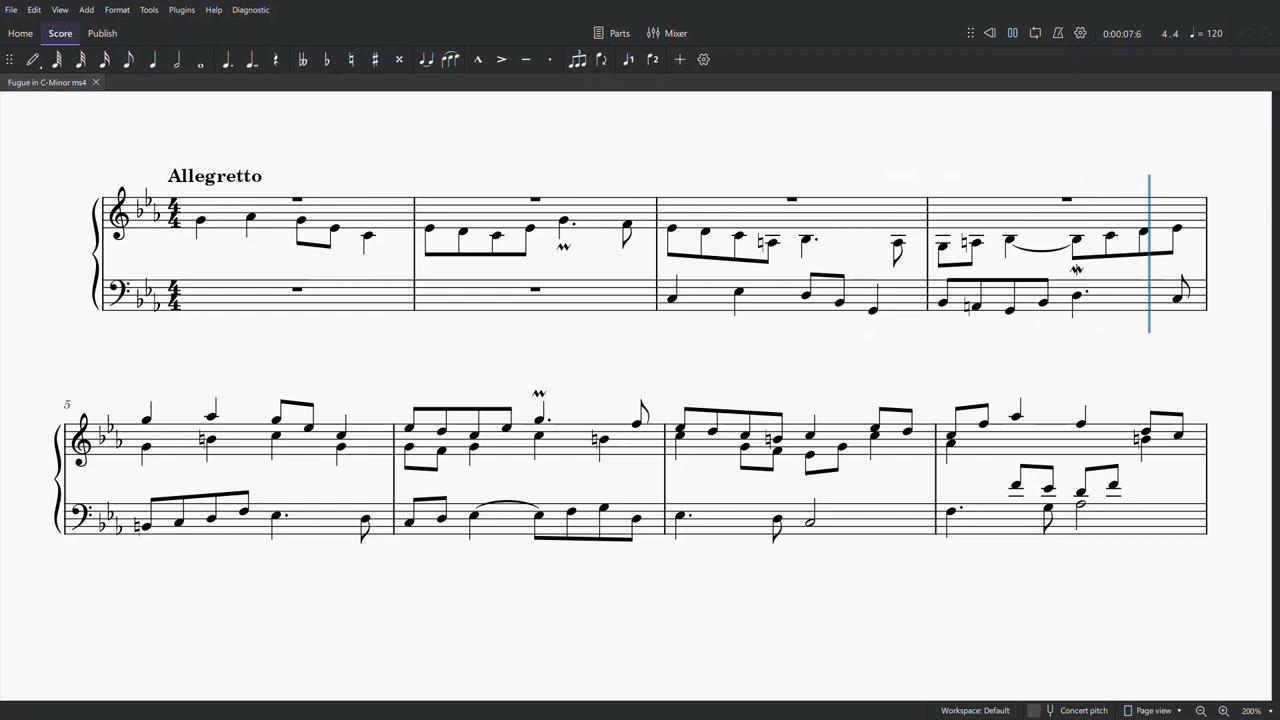 File Edit View Add Format Tools Plugins Help Diagnostic
Home Score Publish Parts Mixer 0:00:07:6 4 . 4 = 120
Fugue in C-Minor ms4
Allegretto
5
Workspace: Default Concert pitch Page view 200%